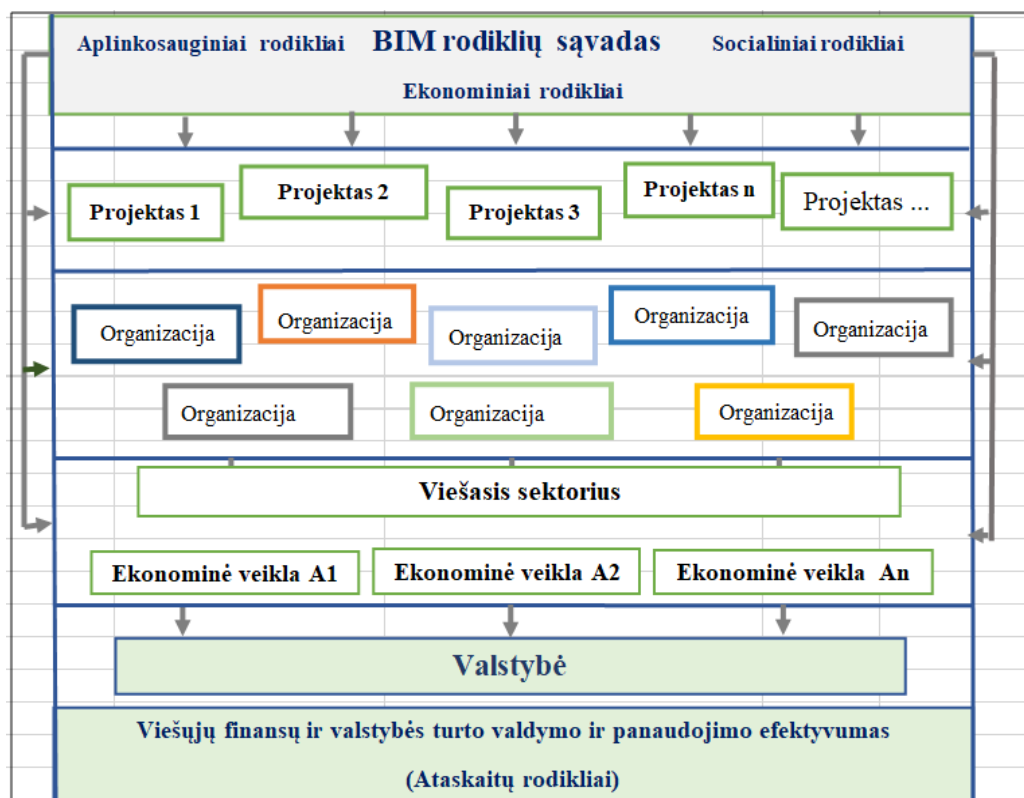 Aplinkosauginiai rodikliai BIM rodiklių sąvadas Socialiniai rodikliai
Ekonominiai rodikliai
Projektas 1
Projektas 2
Projektas 3
Projektas n
Projektas ...
Organizacija
Organizacija
Organizacija
Organizacija
Organizacija
Organizacija
Organizacija
Organizacija
Viešasis sektorius
Ekonominė veikla A1
Ekonominė veikla A2
Ekonominė veikla An
Valstybė
Viešųjų finansų ir valstybės turto valdymo ir panaudojimo efektyvumas
(Ataskaitų rodikliai)